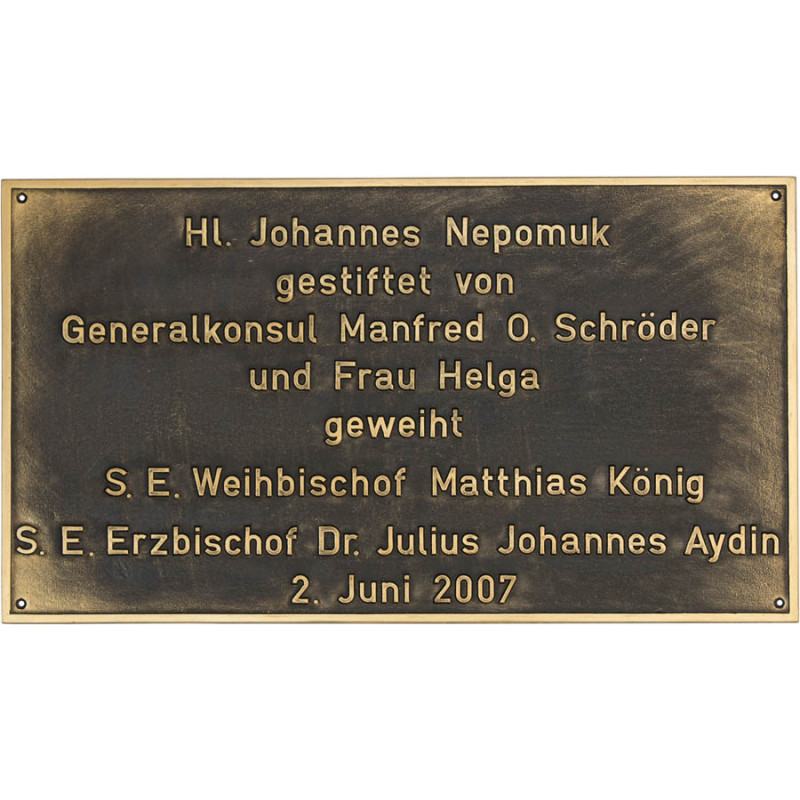 Hl. Johannes Nepomuk
gestiftet von
Generalkonsul Manfred O. Schröder
und Frau Helga
geweiht
S. E. Weihbischof Matthias König
S. E. Erzbischof Dr. Julius Johannes Aydin
2. Juni 2007